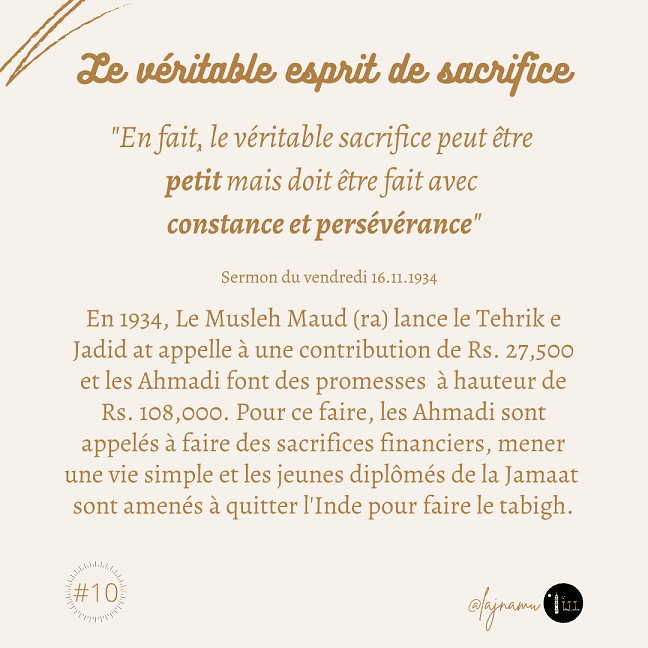 Le véritable esprit de sacrifice
"En fait, le véritable sacrifice peut être
petit mais doit être fait avec
constance et persévérance"
Sermon du vendredi 16.11.1934
En 1934, Le Musleh Maud (ra) lance le Tehrik e
Jadid at appelle à une contribution de Rs. 27,500
et les Ahmadi font des promesses à hauteur de
Rs. 108,000. Pour ce faire, les Ahmadi sont
appelés à faire des sacrifices financiers, mener
une vie simple et les jeunes diplômés de la Jamaat
sont amenés à quitter l'Inde pour faire le tabigh.
#10
@lajnamu